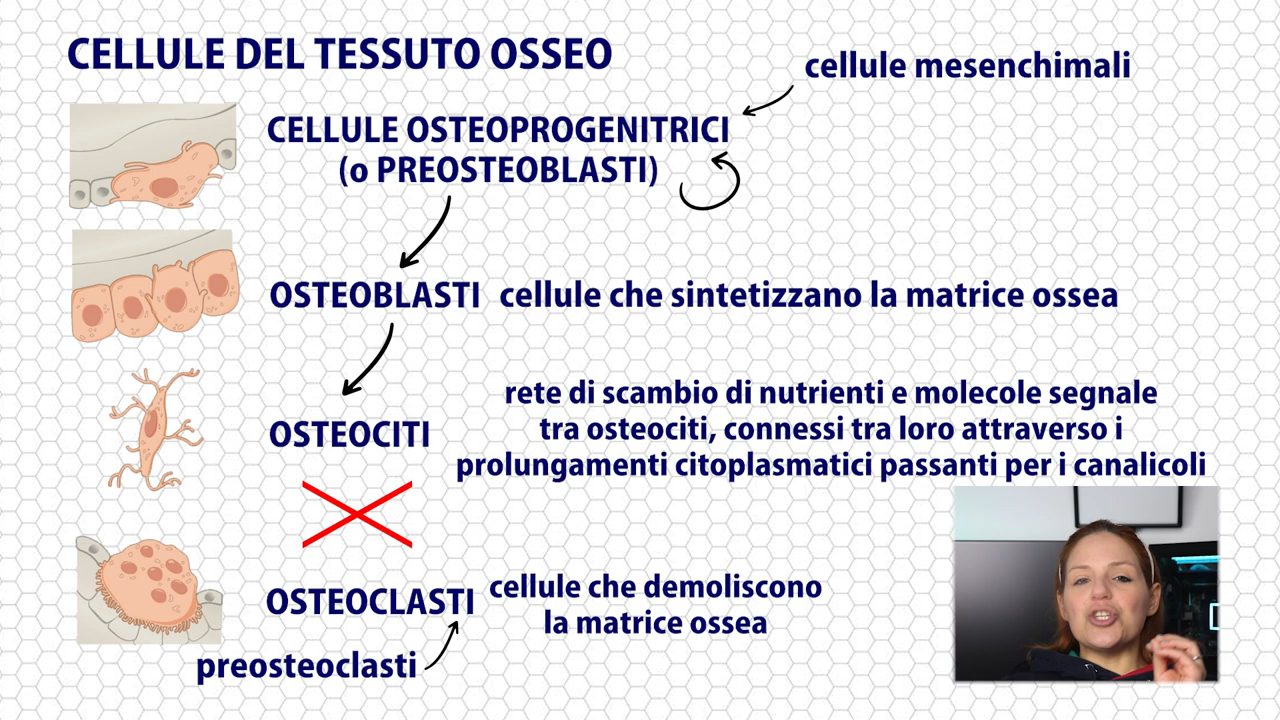 CELLULE DEL TESSUTO OSSEO
cellule mesenchimali
CELLULE OSTEOPROGENITRICI
(o PREOSTEOBLASTI)
OSTEOBLASTI
cellule che sintetizzano la matrice ossea
OSTEOCITI
rete di scambio di nutrienti e molecole segnale
tra osteociti, connessi tra loro attraverso i
prolungamenti citoplasmatici passanti per i canalicoli
OSTEOCLASTI
cellule che demoliscono
la matrice ossea
preosteoclasti